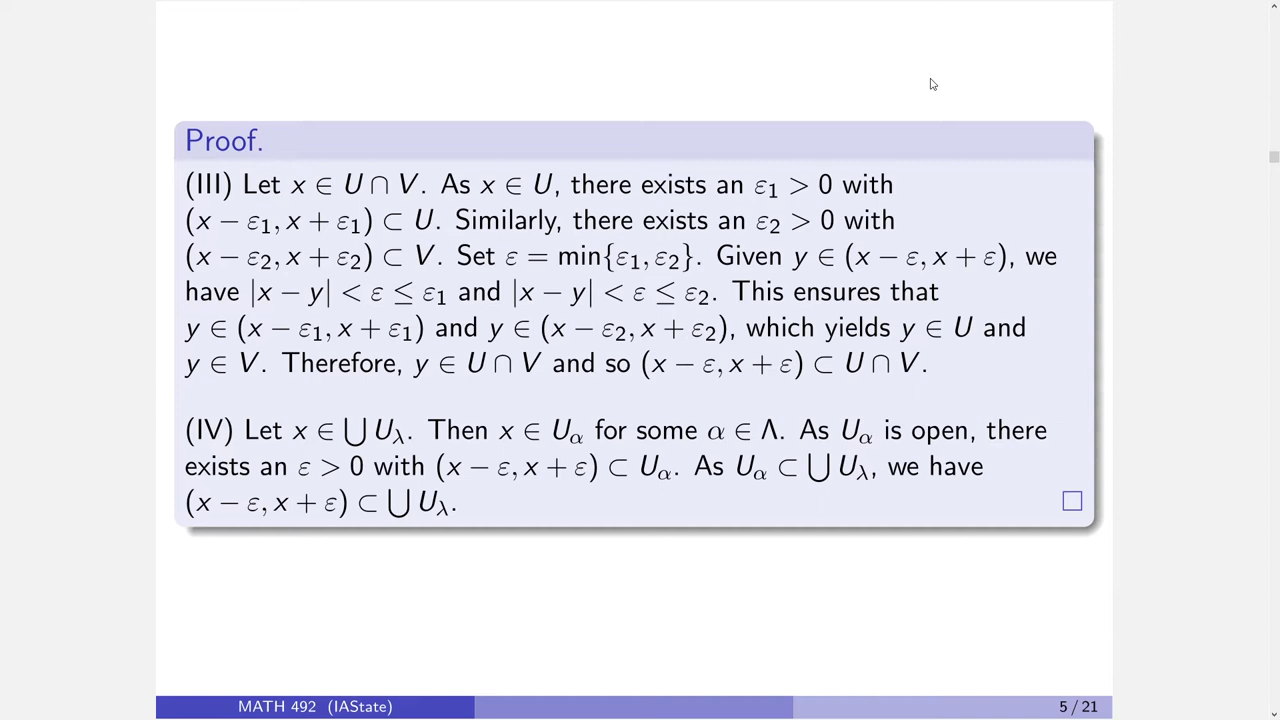 Proof.
(III) Let x ∈ U ∩ V. As x ∈ U, there exists an ε₁ > 0 with
(x − ε₁, x + ε₁) ⊂ U. Similarly, there exists an ε₂ > 0 with
(x − ε₂, x + ε₂) ⊂ V. Set ε = min{ε₁, ε₂}. Given y ∈ (x − ε, x + ε), we
have |x − y| < ε ≤ ε₁ and |x − y| < ε ≤ ε₂. This ensures that
y ∈ (x − ε₁, x + ε₁) and y ∈ (x − ε₂, x + ε₂), which yields y ∈ U and
y ∈ V. Therefore, y ∈ U ∩ V and so (x − ε, x + ε) ⊂ U ∩ V.
(IV) Let x ∈ ⋃ U_λ. Then x ∈ U_α for some α ∈ Λ. As U_α is open, there
exists an ε > 0 with (x − ε, x + ε) ⊂ U_α. As U_α ⊂ ⋃ U_λ, we have
(x − ε, x + ε) ⊂ ⋃ U_λ. □
MATH 492 (IAState) 5 / 21